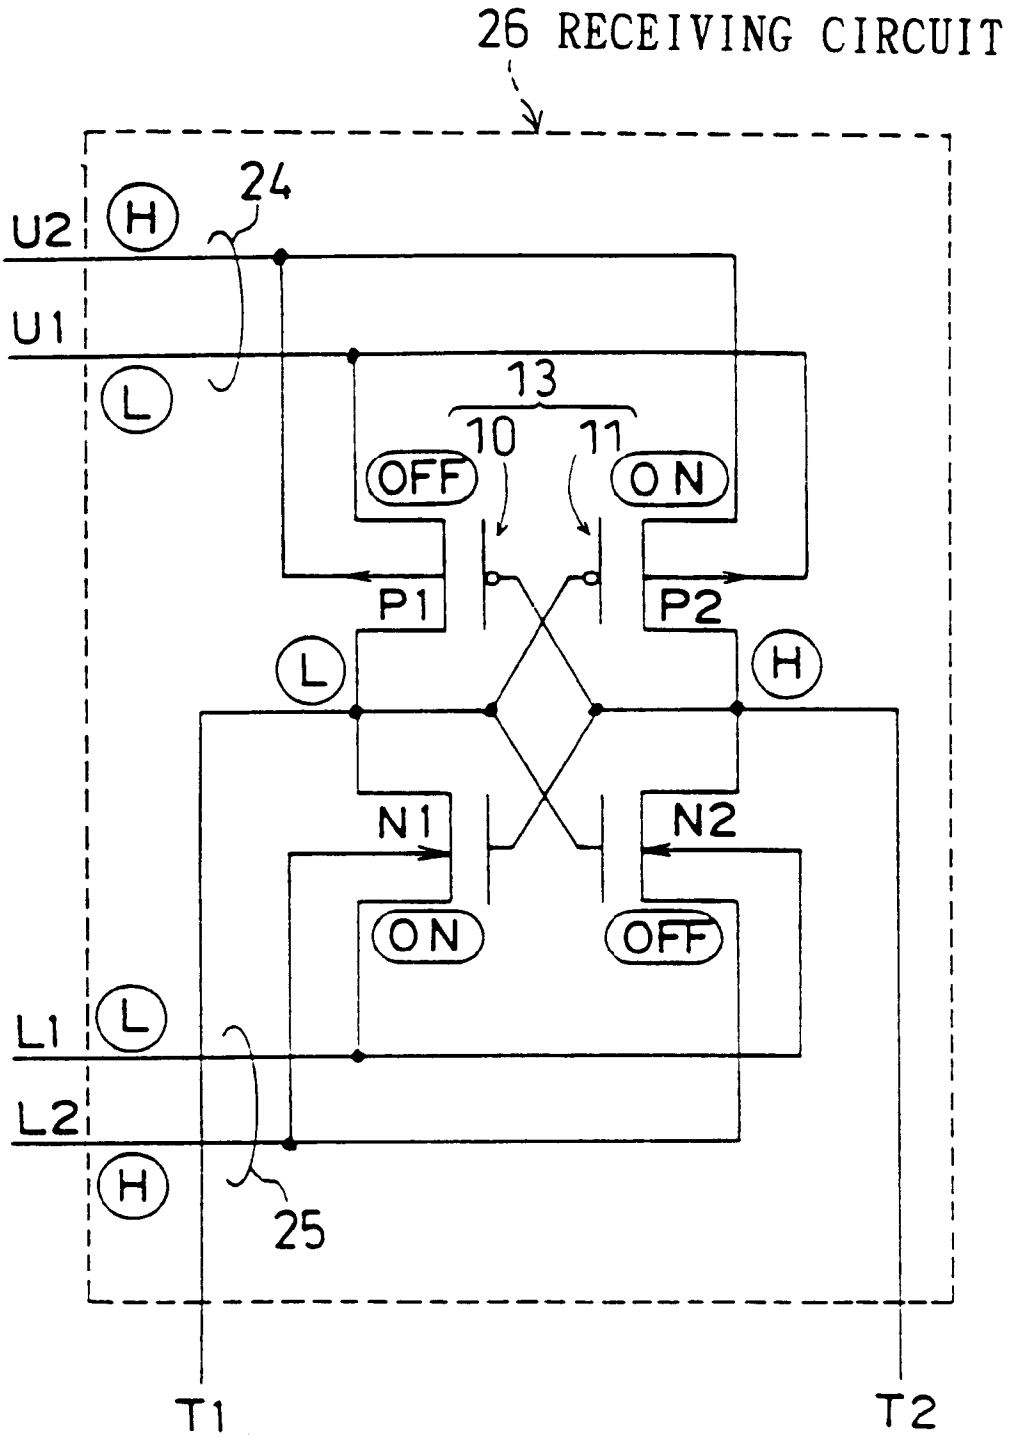 26 RECEIVING CIRCUIT
24
U2 H
U1
L
13
10 11
OFF ON
P1 P2
L H
N1 N2
ON OFF
L1 L
L2
H
25
T1 T2